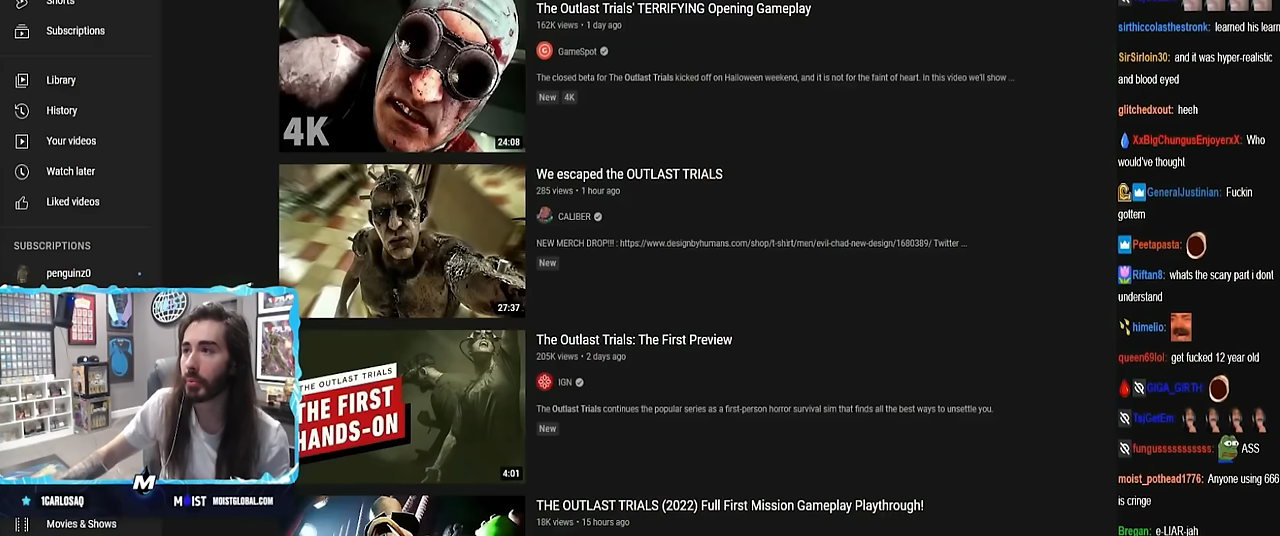 Shorts
Subscriptions
Library
History
Your videos
Watch later
Liked videos
SUBSCRIPTIONS
penguinz0
1CARLOSAQ
MOIST MOISTGLOBAL.COM
Movies & Shows
4K
24:08
The Outlast Trials' TERRIFYING Opening Gameplay
162K views • 1 day ago
GameSpot
The closed beta for The Outlast Trials kicked off on Halloween weekend, and it is not for the faint of heart. In this video we'll show ...
New 4K
27:37
We escaped the OUTLAST TRIALS
285 views • 1 hour ago
CALIBER
NEW MERCH DROP!!! : https://www.designbyhumans.com/shop/t-shirt/men/evil-chad-new-design/1680389/ Twitter ...
New
THE OUTLAST TRIALS
THE FIRST
HANDS-ON
4:01
The Outlast Trials: The First Preview
205K views • 2 days ago
IGN
The Outlast Trials continues the popular series as a first-person horror survival sim that finds all the best ways to unsettle you.
New
THE OUTLAST TRIALS (2022) Full First Mission Gameplay Playthrough!
18K views • 15 hours ago
sirthiccolasthestronk: learned his learn
SirSirloin30: and it was hyper-realistic
and blood eyed
glitchedxout: heeh
XxBigChungusEnjoyerxX: Who
would've thought
GeneralJustinian: Fuckin
gottem
Peetapasta:
Riftan8: whats the scary part i dont
understand
himelio:
queen69lol: get fucked 12 year old
GIGA_GIRTH:
TajGetEm:
fungusssssssssss: ASS
moist_pothead1776: Anyone using 666
is cringe
Bregan: e-LIAR-jah